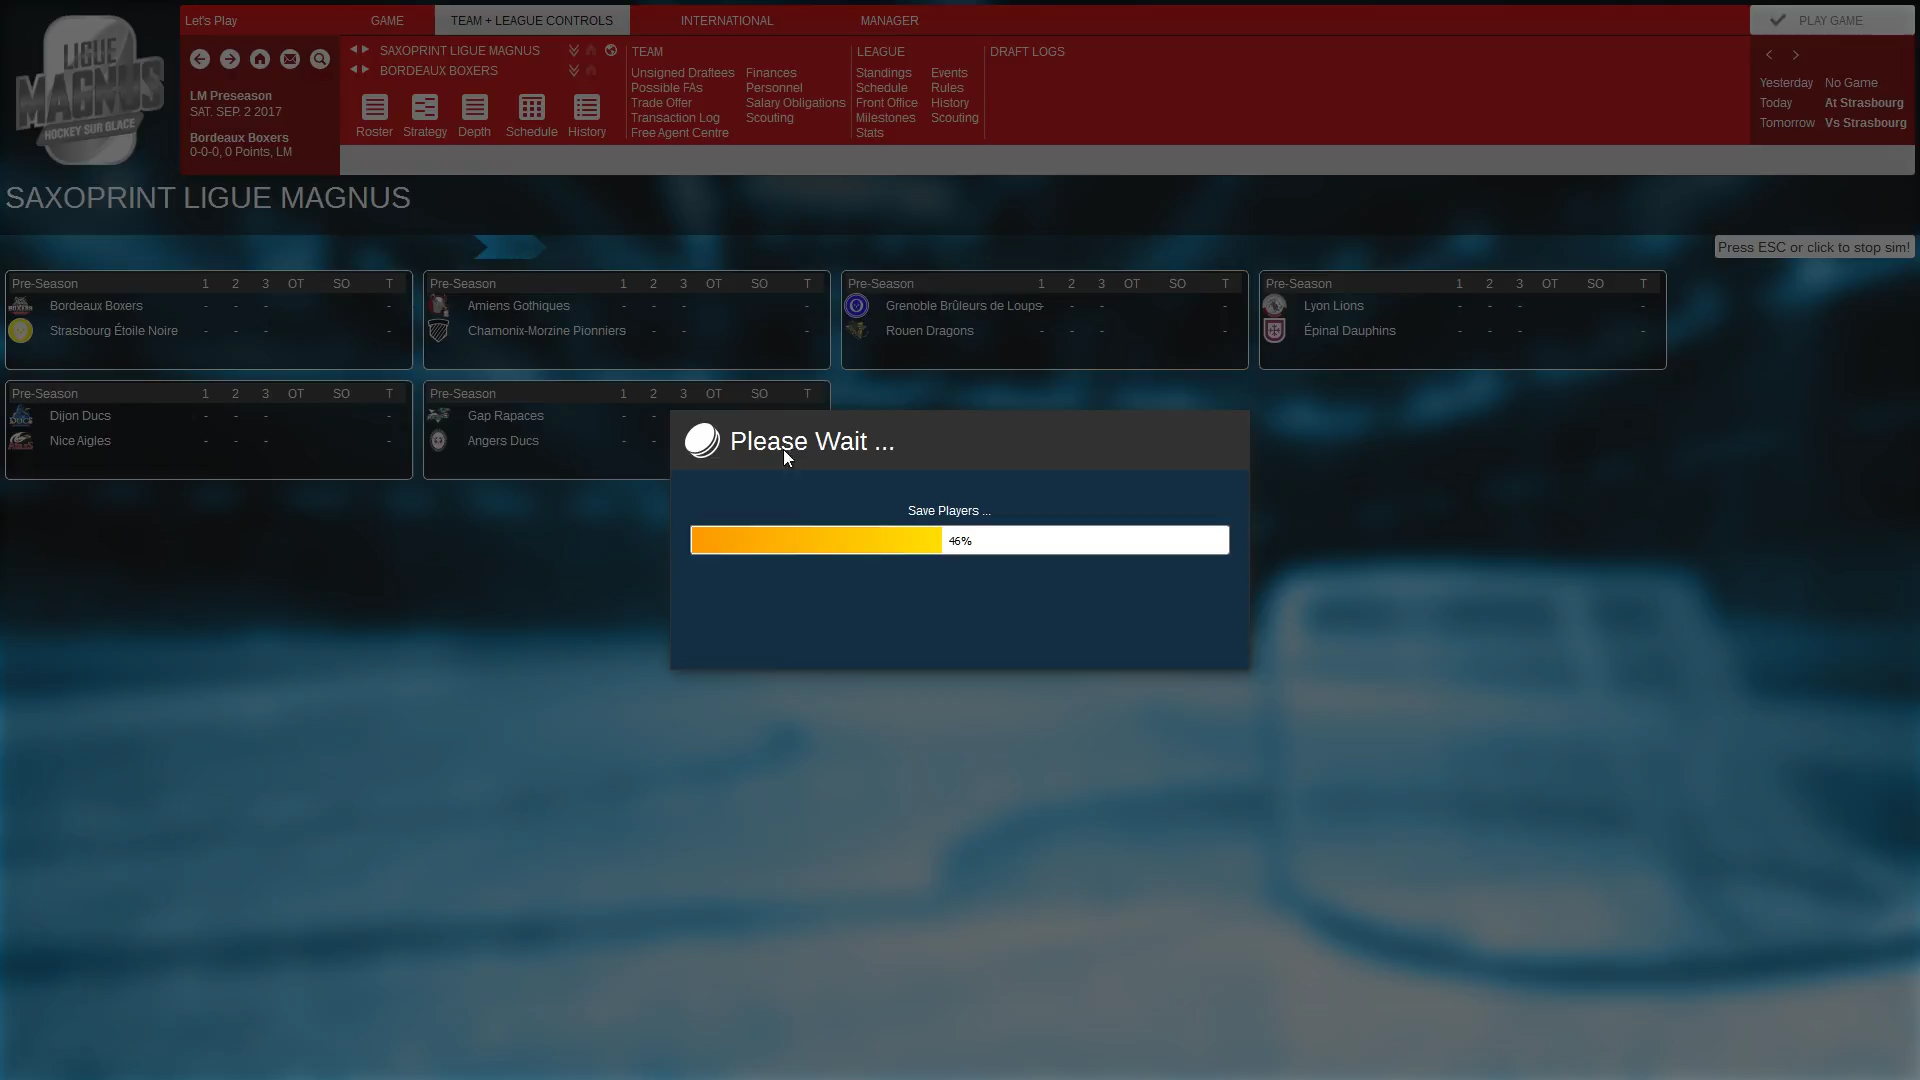 LIGUE
MAGNUS
HOCKEY SUR GLACE
Let's Play
GAME
TEAM + LEAGUE CONTROLS
INTERNATIONAL
MANAGER
PLAY GAME
SAXOPRINT LIGUE MAGNUS
BORDEAUX BOXERS
LM Preseason
SAT. SEP. 2 2017
Bordeaux Boxers
0-0-0, 0 Points, LM
Roster Strategy Depth Schedule History
TEAM
Unsigned Draftees Finances
Possible FAs Personnel
Trade Offer Salary Obligations
Transaction Log Scouting
Free Agent Centre
LEAGUE
Standings Events
Schedule Rules
Front Office History
Milestones Scouting
Stats
DRAFT LOGS
Yesterday No Game
Today At Strasbourg
Tomorrow Vs Strasbourg
SAXOPRINT LIGUE MAGNUS
Press ESC or click to stop sim!
Pre-Season 1 2 3 OT SO T
Bordeaux Boxers - - - -
Strasbourg Étoile Noire - - - -
Pre-Season 1 2 3 OT SO T
Amiens Gothiques - - - -
Chamonix-Morzine Pionniers - - -
Pre-Season 1 2 3 OT SO T
Grenoble Brûleurs de Loups - - - -
Rouen Dragons - - - -
Pre-Season 1 2 3 OT SO T
Lyon Lions - - - -
Épinal Dauphins - - - -
Pre-Season 1 2 3 OT SO T
Dijon Ducs - - - -
Nice Aigles - - - -
Pre-Season 1 2 3 OT SO T
Gap Rapaces - -
Angers Ducs - -
Please Wait ...
Save Players ...
46%